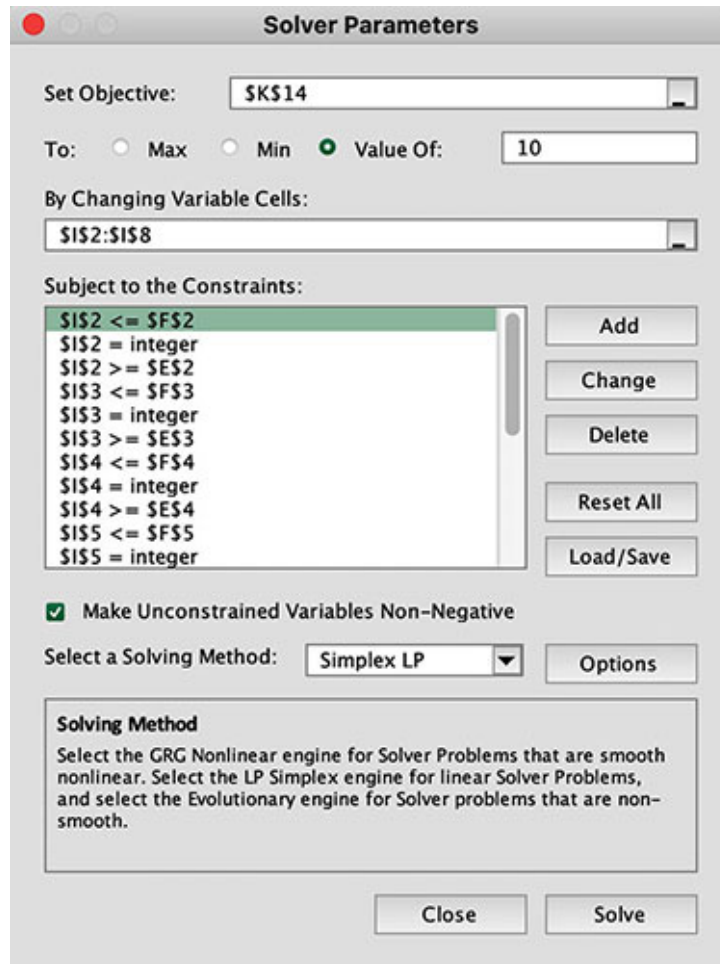 Solver Parameters
Set Objective: $K$14
To: Max Min Value Of: 10
By Changing Variable Cells:
$I$2:$I$8
Subject to the Constraints:
$I$2 <= $F$2
$I$2 = integer
$I$2 >= $E$2
$I$3 <= $F$3
$I$3 = integer
$I$3 >= $E$3
$I$4 <= $F$4
$I$4 = integer
$I$4 >= $E$4
$I$5 <= $F$5
$I$5 = integer
Add
Change
Delete
Reset All
Load/Save
Make Unconstrained Variables Non-Negative
Select a Solving Method: Simplex LP Options
Solving Method
Select the GRG Nonlinear engine for Solver Problems that are smooth
nonlinear. Select the LP Simplex engine for linear Solver Problems,
and select the Evolutionary engine for Solver problems that are non-
smooth.
Close Solve